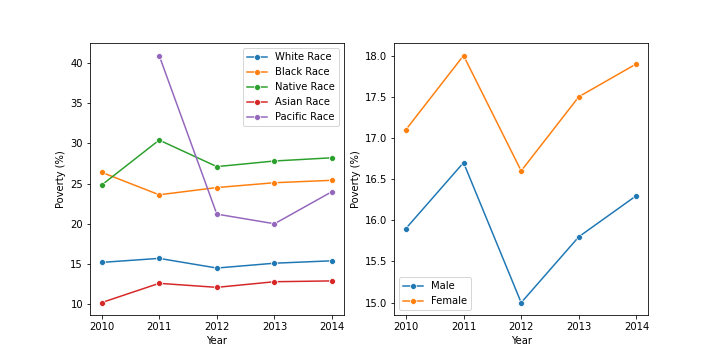 40
35
30
25
20
15
10
Poverty (%)
2010 2011 2012 2013 2014
Year
White Race
Black Race
Native Race
Asian Race
Pacific Race
18.0
17.5
17.0
16.5
16.0
15.5
15.0
Poverty (%)
2010 2011 2012 2013 2014
Year
Male
Female